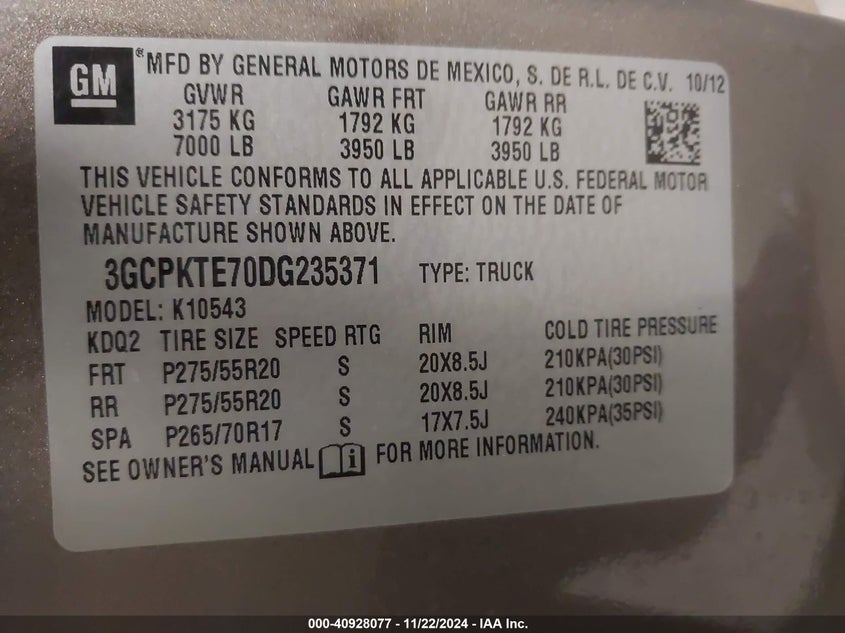 GM ® MFD BY GENERAL MOTORS DE MEXICO, S. DE R.L. DE C.V. 10/12
GVWR GAWR FRT GAWR RR
3175 KG 1792 KG 1792 KG
7000 LB 3950 LB 3950 LB
THIS VEHICLE CONFORMS TO ALL APPLICABLE U.S. FEDERAL MOTOR
VEHICLE SAFETY STANDARDS IN EFFECT ON THE DATE OF
MANUFACTURE SHOWN ABOVE.
3GCPKTE70DG235371 TYPE: TRUCK
MODEL: K10543
KDQ2 TIRE SIZE SPEED RTG RIM COLD TIRE PRESSURE
FRT P275/55R20 S 20X8.5J 210KPA(30PSI)
RR P275/55R20 S 20X8.5J 210KPA(30PSI)
SPA P265/70R17 S 17X7.5J 240KPA(35PSI)
SEE OWNER'S MANUAL i FOR MORE INFORMATION.
000-40928077 - 11/22/2024 - IAA Inc.